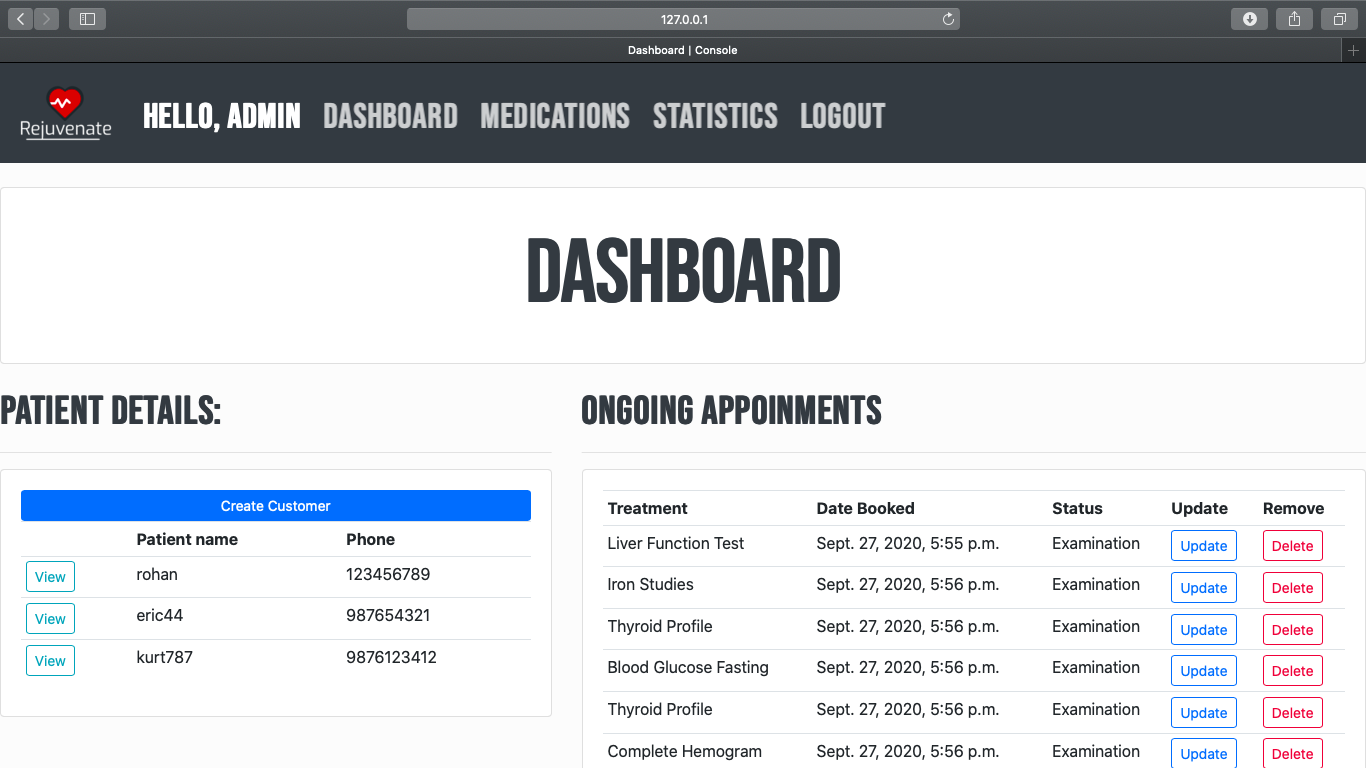 127.0.0.1
Dashboard | Console
Rejuvenate
HELLO, ADMIN DASHBOARD MEDICATIONS STATISTICS LOGOUT
DASHBOARD
PATIENT DETAILS:
Create Customer
Patient name Phone
View rohan 123456789
View eric44 987654321
View kurt787 9876123412
ONGOING APPOINMENTS
Treatment Date Booked Status Update Remove
Liver Function Test Sept. 27, 2020, 5:55 p.m. Examination Update Delete
Iron Studies Sept. 27, 2020, 5:56 p.m. Examination Update Delete
Thyroid Profile Sept. 27, 2020, 5:56 p.m. Examination Update Delete
Blood Glucose Fasting Sept. 27, 2020, 5:56 p.m. Examination Update Delete
Thyroid Profile Sept. 27, 2020, 5:56 p.m. Examination Update Delete
Complete Hemogram Sept. 27, 2020, 5:56 p.m. Examination Update Delete